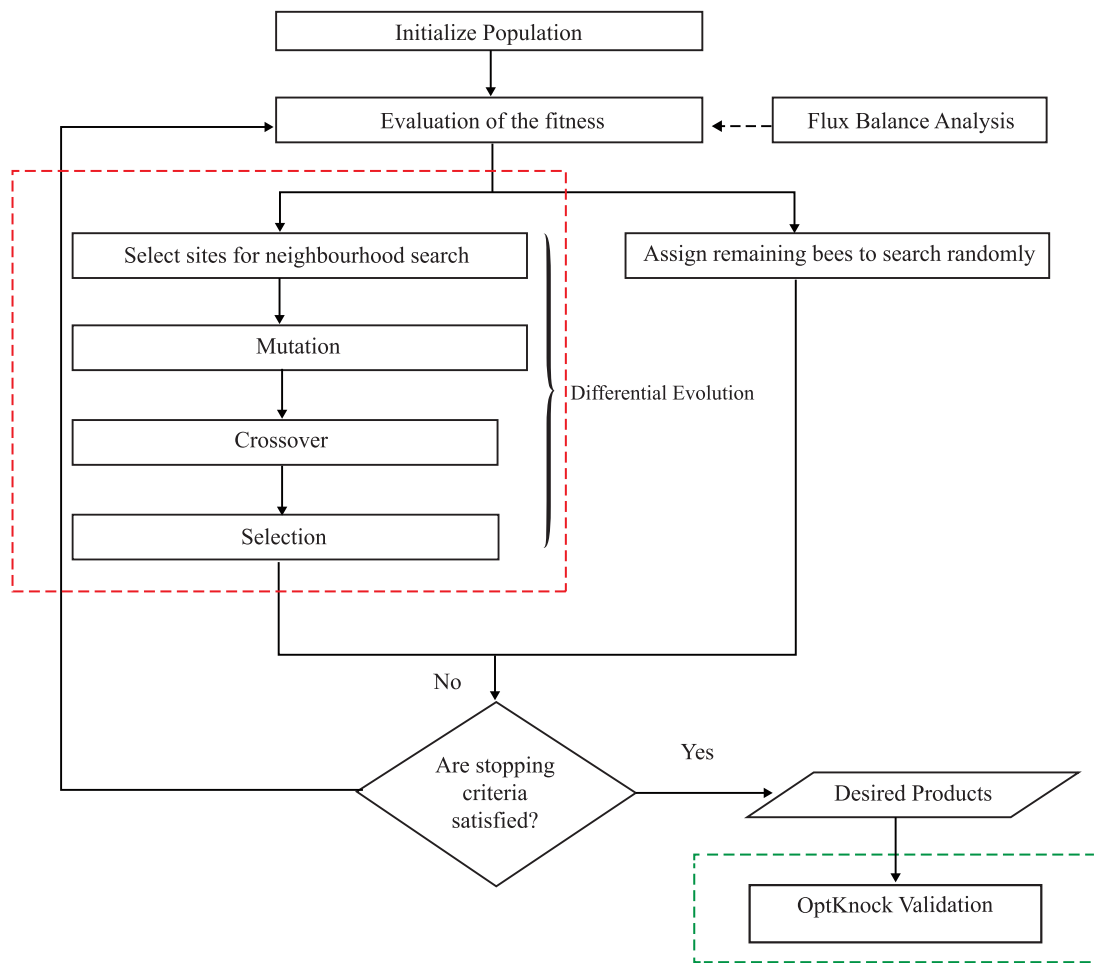 Initialize Population
Evaluation of the fitness
Flux Balance Analysis
Select sites for neighbourhood search
Assign remaining bees to search randomly
Mutation
Differential Evolution
Crossover
Selection
No
Are stopping
criteria
satisfied?
Yes
Desired Products
OptKnock Validation